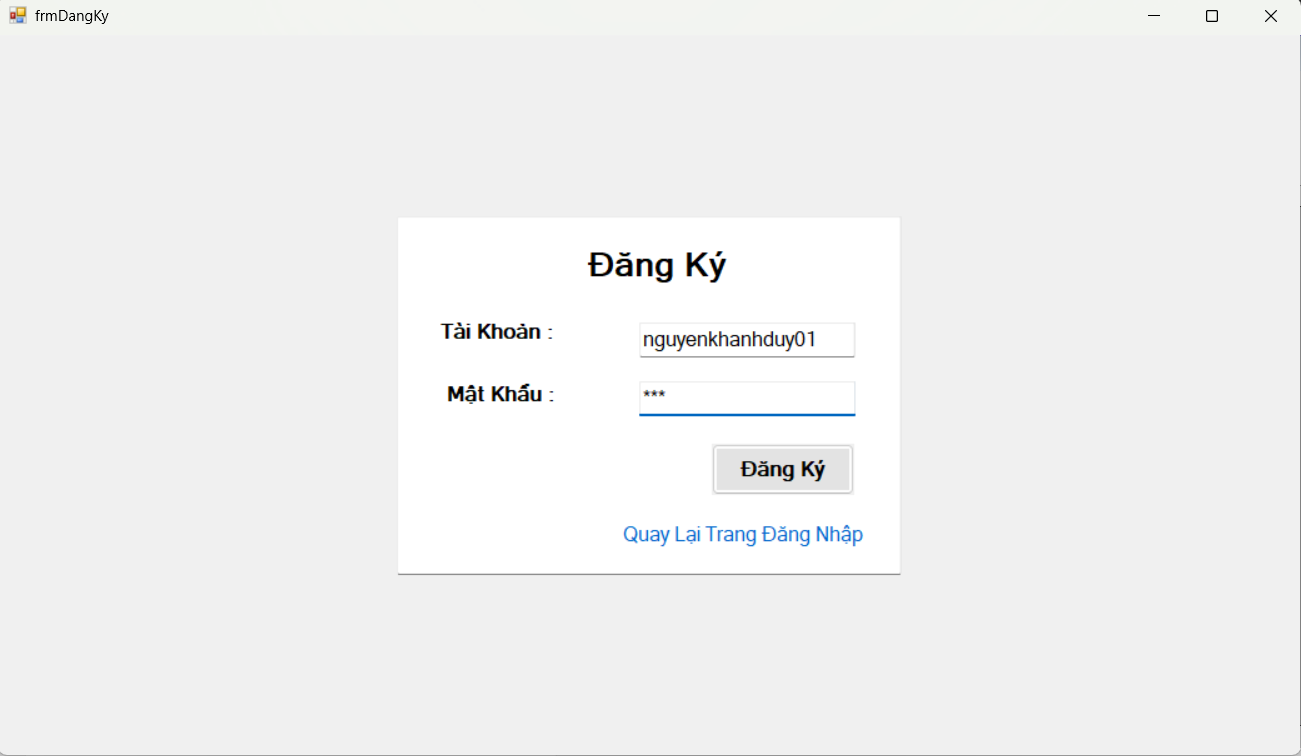 frmDangKy
Đăng Ký
Tài Khoản : nguyenkhanhduy01
Mật Khẩu : ***
Đăng Ký
Quay Lại Trang Đăng Nhập